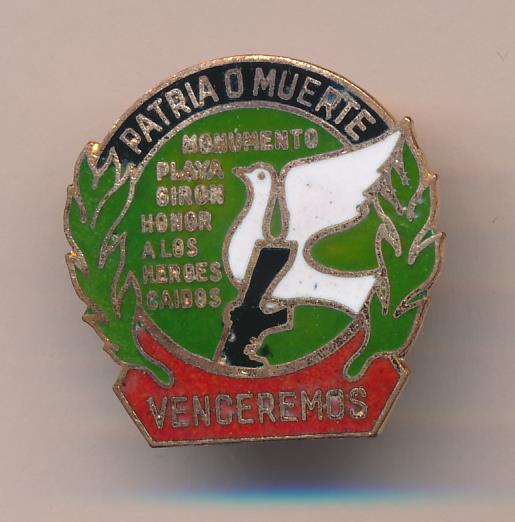 PATRIA O MUERTE
MONUMENTO
PLAYA
GIRON
HONOR
A LOS
HEROES
CAIDOS
VENCEREMOS